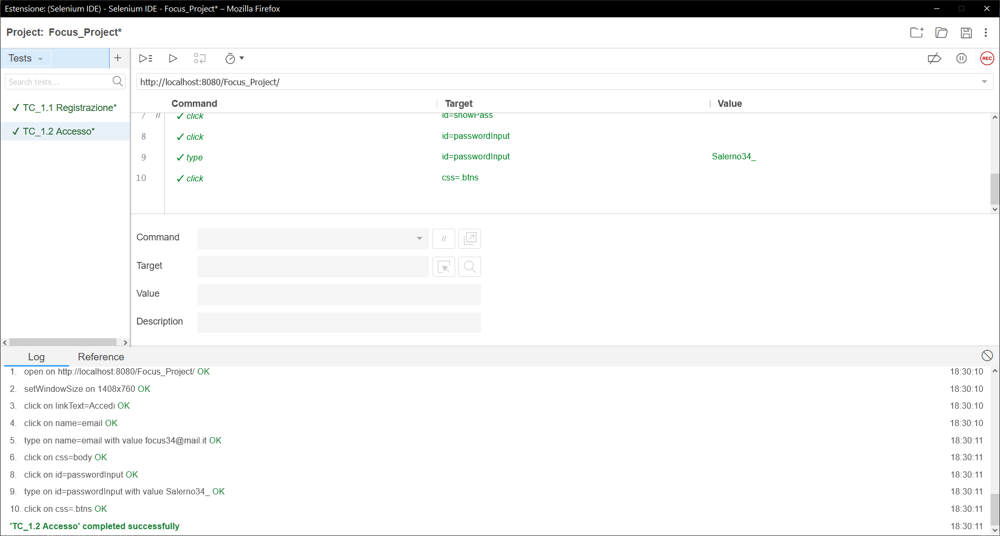 Estensione: (Selenium IDE) - Selenium IDE - Focus_Project* – Mozilla Firefox
Project: Focus_Project*
Tests
+
REC
Search tests...
http://localhost:8080/Focus_Project/
Command Target Value
✓ TC_1.1 Registrazione*
✓ TC_1.2 Accesso*
7 // ✓ click id=showPass
8 ✓ click id=passwordInput
9 ✓ type id=passwordInput Salerno34_
10 ✓ click css=.btns
Command //
Target
Value
Description
Log Reference
1. open on http://localhost:8080/Focus_Project/ OK 18:30:10
2. setWindowSize on 1408x760 OK 18:30:10
3. click on linkText=Accedi OK 18:30:10
4. click on name=email OK 18:30:10
5. type on name=email with value focus34@mail.it OK 18:30:11
6. click on css=body OK 18:30:11
8. click on id=passwordInput OK 18:30:11
9. type on id=passwordInput with value Salerno34_ OK 18:30:11
10. click on css=.btns OK 18:30:11
'TC_1.2 Accesso' completed successfully 18:30:11